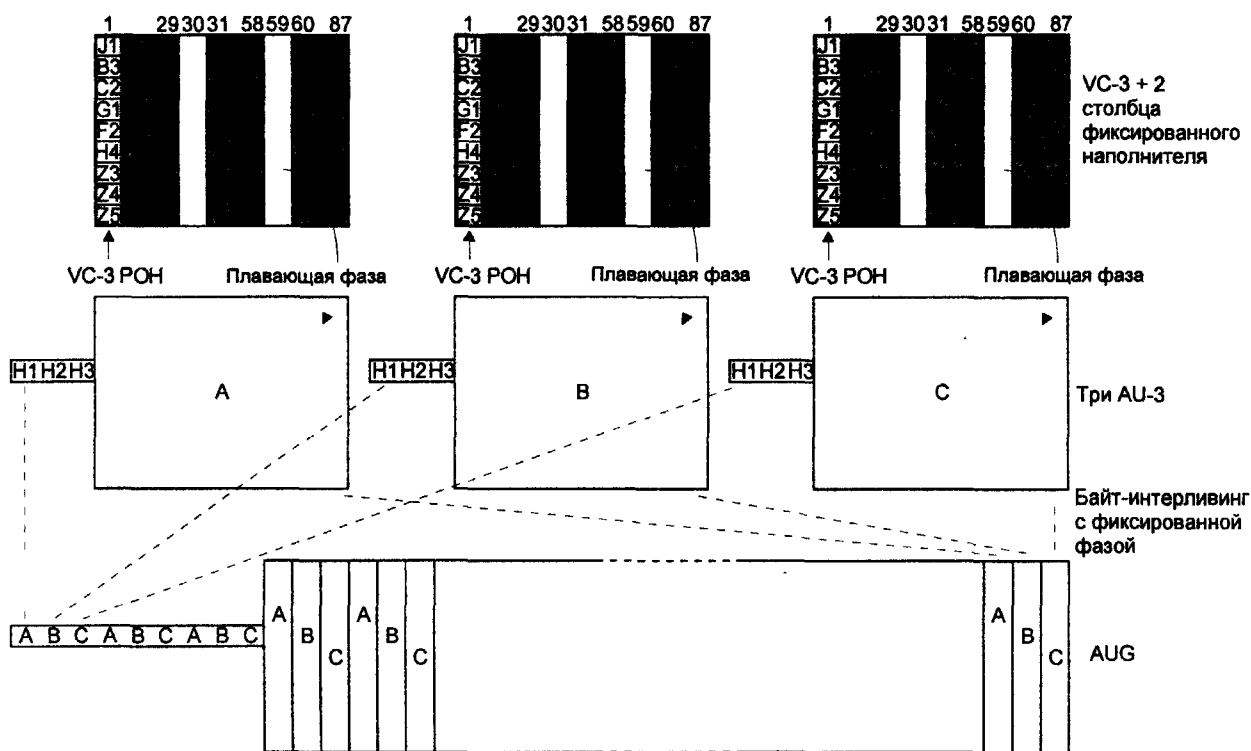 1 29 30 31 58 59 60 87
1 29 30 31 58 59 60 87
1 29 30 31 58 59 60 87
J1
B3
C2
G1
F2
H4
Z3
Z4
Z5
J1
B3
C2
G1
F2
H4
Z3
Z4
Z5
J1
B3
C2
G1
F2
H4
Z3
Z4
Z5
VC-3 + 2
столбца
фиксированного
наполнителя
VC-3 POH
Плавающая фаза
VC-3 POH
Плавающая фаза
VC-3 POH
Плавающая фаза
H1 H2 H3
A
H1 H2 H3
B
H1 H2 H3
C
Три AU-3
Байт-интерливинг
с фиксированной
фазой
A B C A B C A B C
A
B
C
A
B
C
A
B
C
AUG